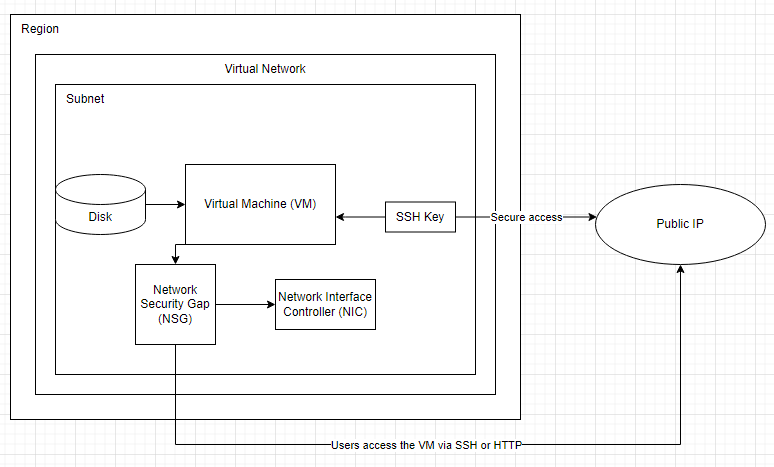 Region
Virtual Network
Subnet
Disk
Virtual Machine (VM)
SSH Key
Secure access
Public IP
Network
Security Gap
(NSG)
Network Interface
Controller (NIC)
Users access the VM via SSH or HTTP